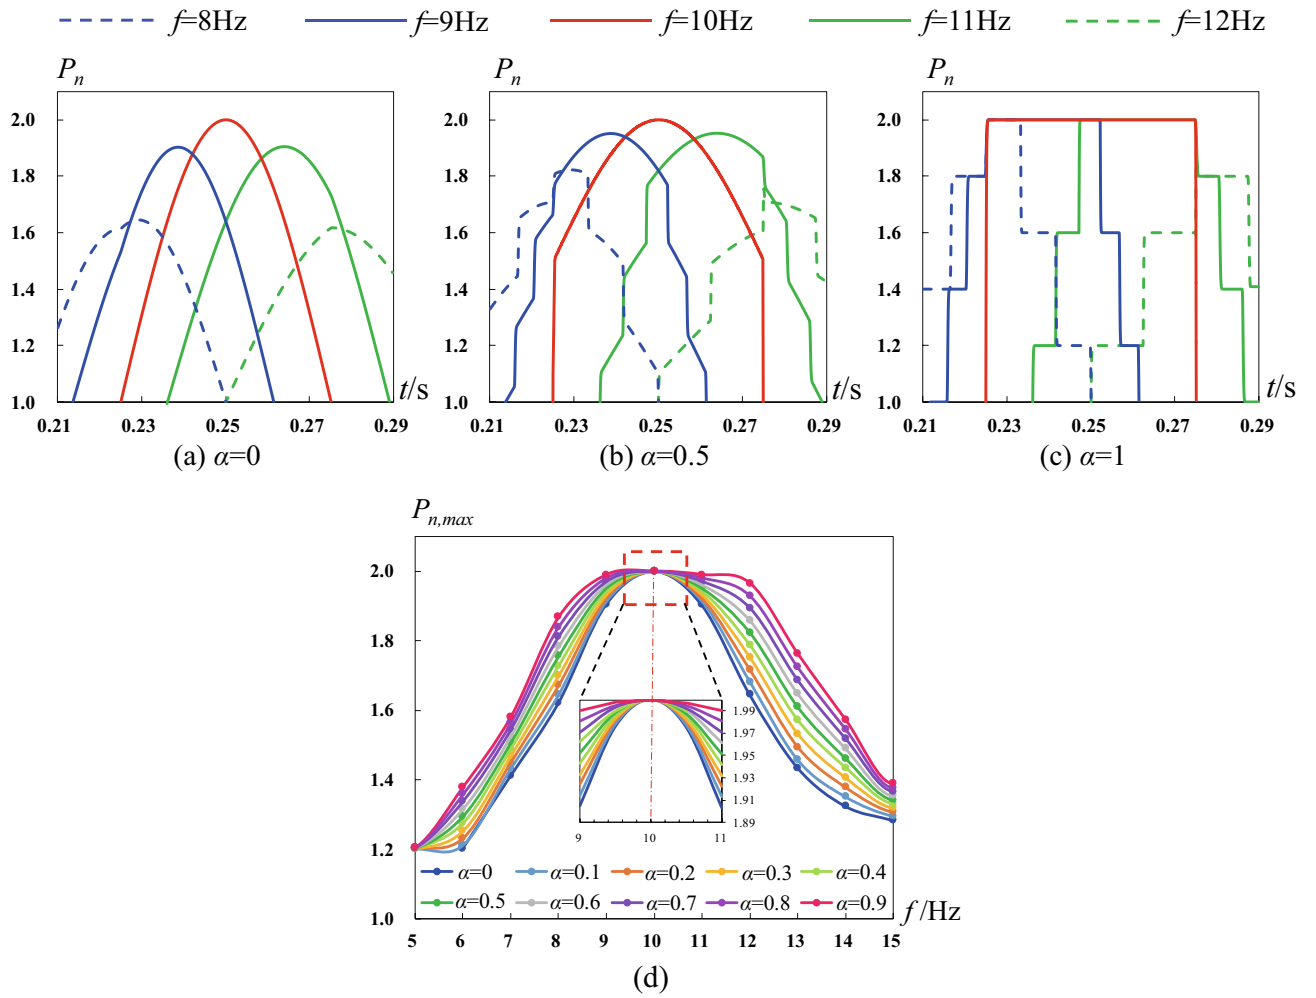 f=8Hz f=9Hz f=10Hz f=11Hz f=12Hz
Pn Pn Pn
2.0 2.0 2.0
1.8 1.8 1.8
1.6 1.6 1.6
1.4 1.4 1.4
1.2 1.2 1.2
1.0 t/s 1.0 t/s 1.0 t/s
0.21 0.23 0.25 0.27 0.29 0.21 0.23 0.25 0.27 0.29 0.21 0.23 0.25 0.27 0.29
(a) α=0 (b) α=0.5 (c) α=1
Pn,max
2.0
1.8
1.6
1.99
1.97
1.95
1.93
1.91
1.89
9 10 11
1.4
1.2
α=0 α=0.1 α=0.2 α=0.3 α=0.4
α=0.5 α=0.6 α=0.7 α=0.8 α=0.9
1.0 f/Hz
5 6 7 8 9 10 11 12 13 14 15
(d)